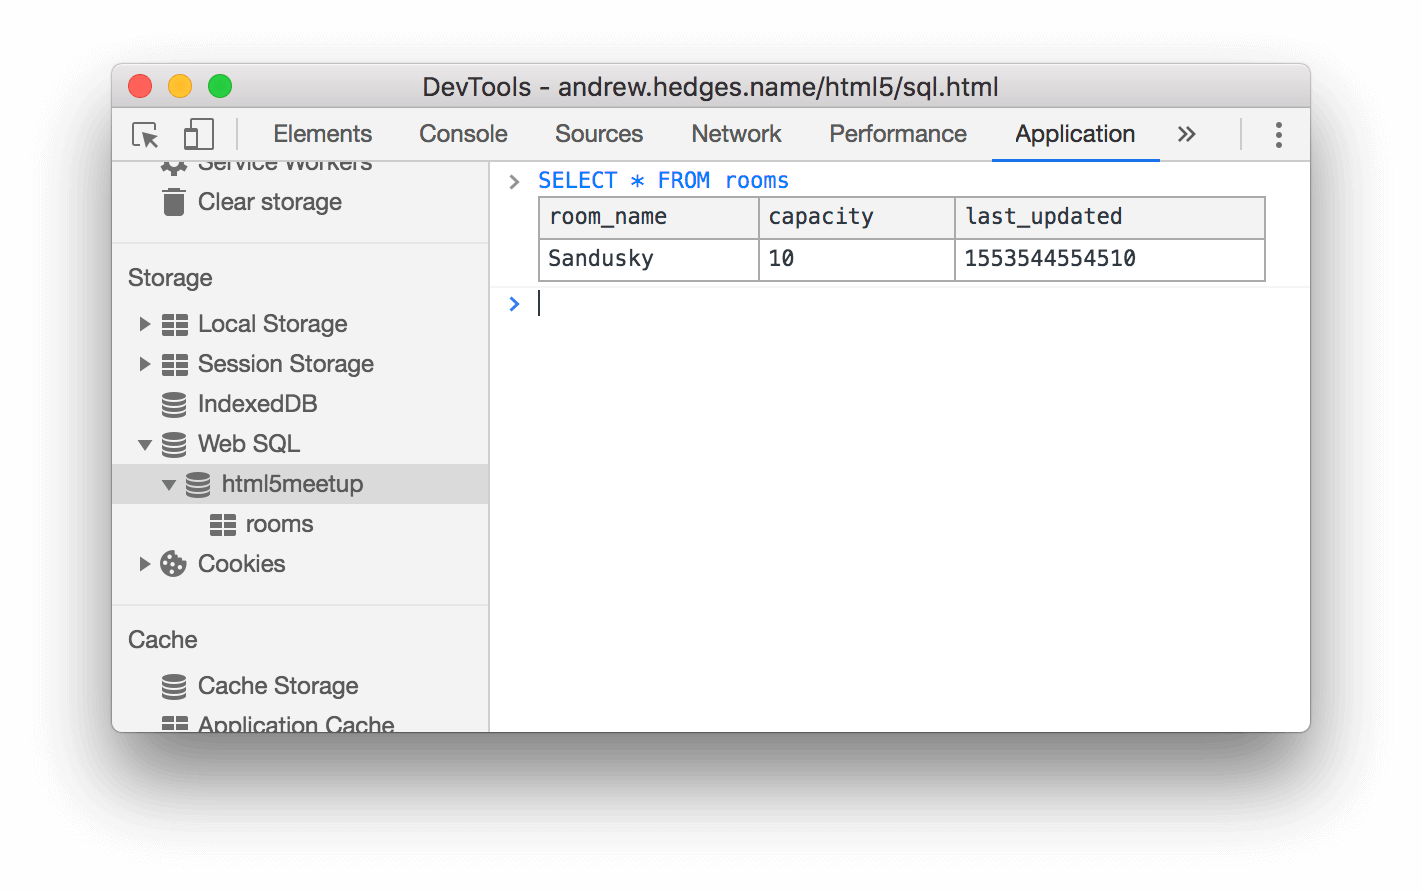 DevTools - andrew.hedges.name/html5/sql.html
Elements Console Sources Network Performance Application
Service Workers
Clear storage
Storage
Local Storage
Session Storage
IndexedDB
Web SQL
html5meetup
rooms
Cookies
Cache
Cache Storage
Application Cache
SELECT * FROM rooms
room_name capacity last_updated
Sandusky 10 1553544554510